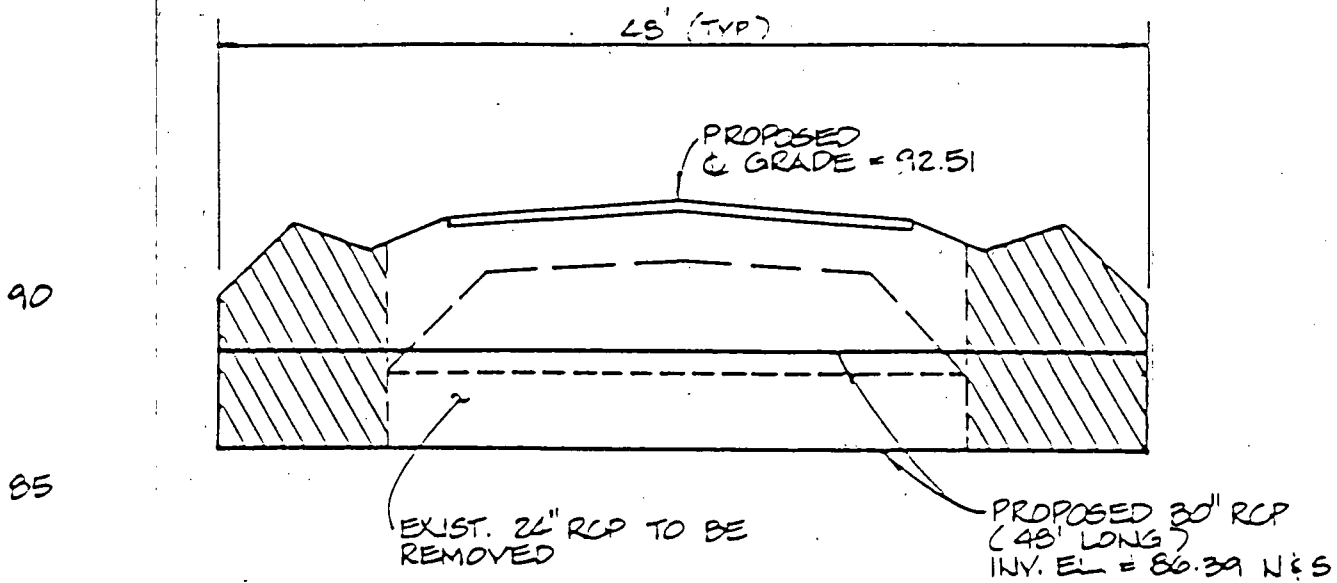 48' (TYP)
PROPOSED
℄ GRADE = 92.51
90
85
EXIST. 24" RCP TO BE
REMOVED
PROPOSED 30" RCP
(48' LONG)
INV. EL = 86.39 N & S